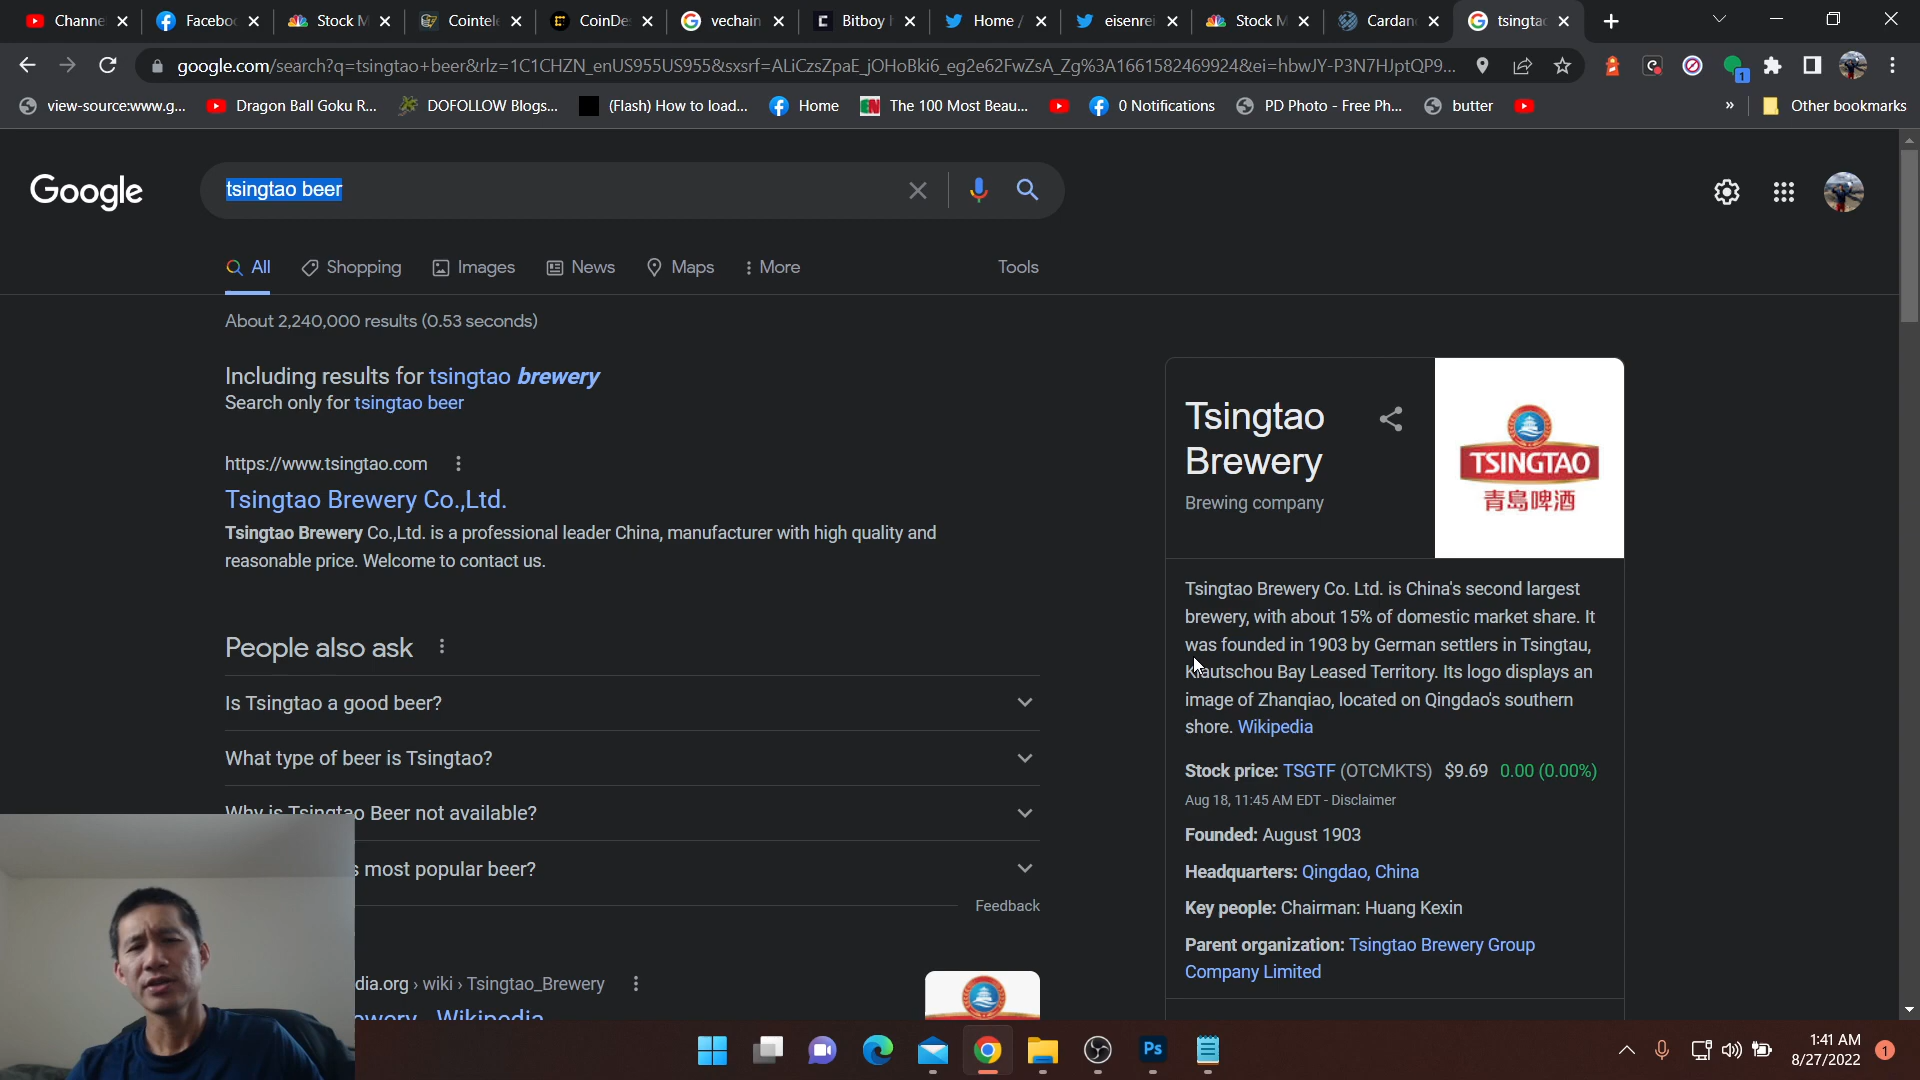 Channe
Facebo
Stock M
Cointele
CoinDes
vechain
Bitboy
Home /
eisenrei
Stock M
Cardan
tsingtao
google.com/search?q=tsingtao+beer&rlz=1C1CHZN_enUS955US955&sxsrf=ALiCzsZpaE_jOHoBki6_eg2e62FwZsA_Zg%3A1661582469924&ei=hbwJY-P3N7HJptQP9...
1
view-source:www.g...
Dragon Ball Goku R...
DOFOLLOW Blogs...
(Flash) How to load...
Home
The 100 Most Beau...
0 Notifications
PD Photo - Free Ph...
butter
»
Other bookmarks
Google
tsingtao beer
All
Shopping
Images
News
Maps
More
Tools
About 2,240,000 results (0.53 seconds)
Including results for tsingtao brewery
Search only for tsingtao beer
https://www.tsingtao.com
Tsingtao Brewery Co.,Ltd.
Tsingtao Brewery Co.,Ltd. is a professional leader China, manufacturer with high quality and
reasonable price. Welcome to contact us.
People also ask
Is Tsingtao a good beer?
What type of beer is Tsingtao?
Why is Tsingtao Beer not available?
s most popular beer?
Feedback
dia.org › wiki › Tsingtao_Brewery
Wikipedia
Tsingtao
Brewery
Brewing company
TSINGTAO
青島啤酒
Tsingtao Brewery Co. Ltd. is China's second largest
brewery, with about 15% of domestic market share. It
was founded in 1903 by German settlers in Tsingtau,
Kiautschou Bay Leased Territory. Its logo displays an
image of Zhanqiao, located on Qingdao's southern
shore. Wikipedia
Stock price: TSGTF (OTCMKTS) $9.69 0.00 (0.00%)
Aug 18, 11:45 AM EDT - Disclaimer
Founded: August 1903
Headquarters: Qingdao, China
Key people: Chairman: Huang Kexin
Parent organization: Tsingtao Brewery Group
Company Limited
Ps
1:41 AM
8/27/2022
1